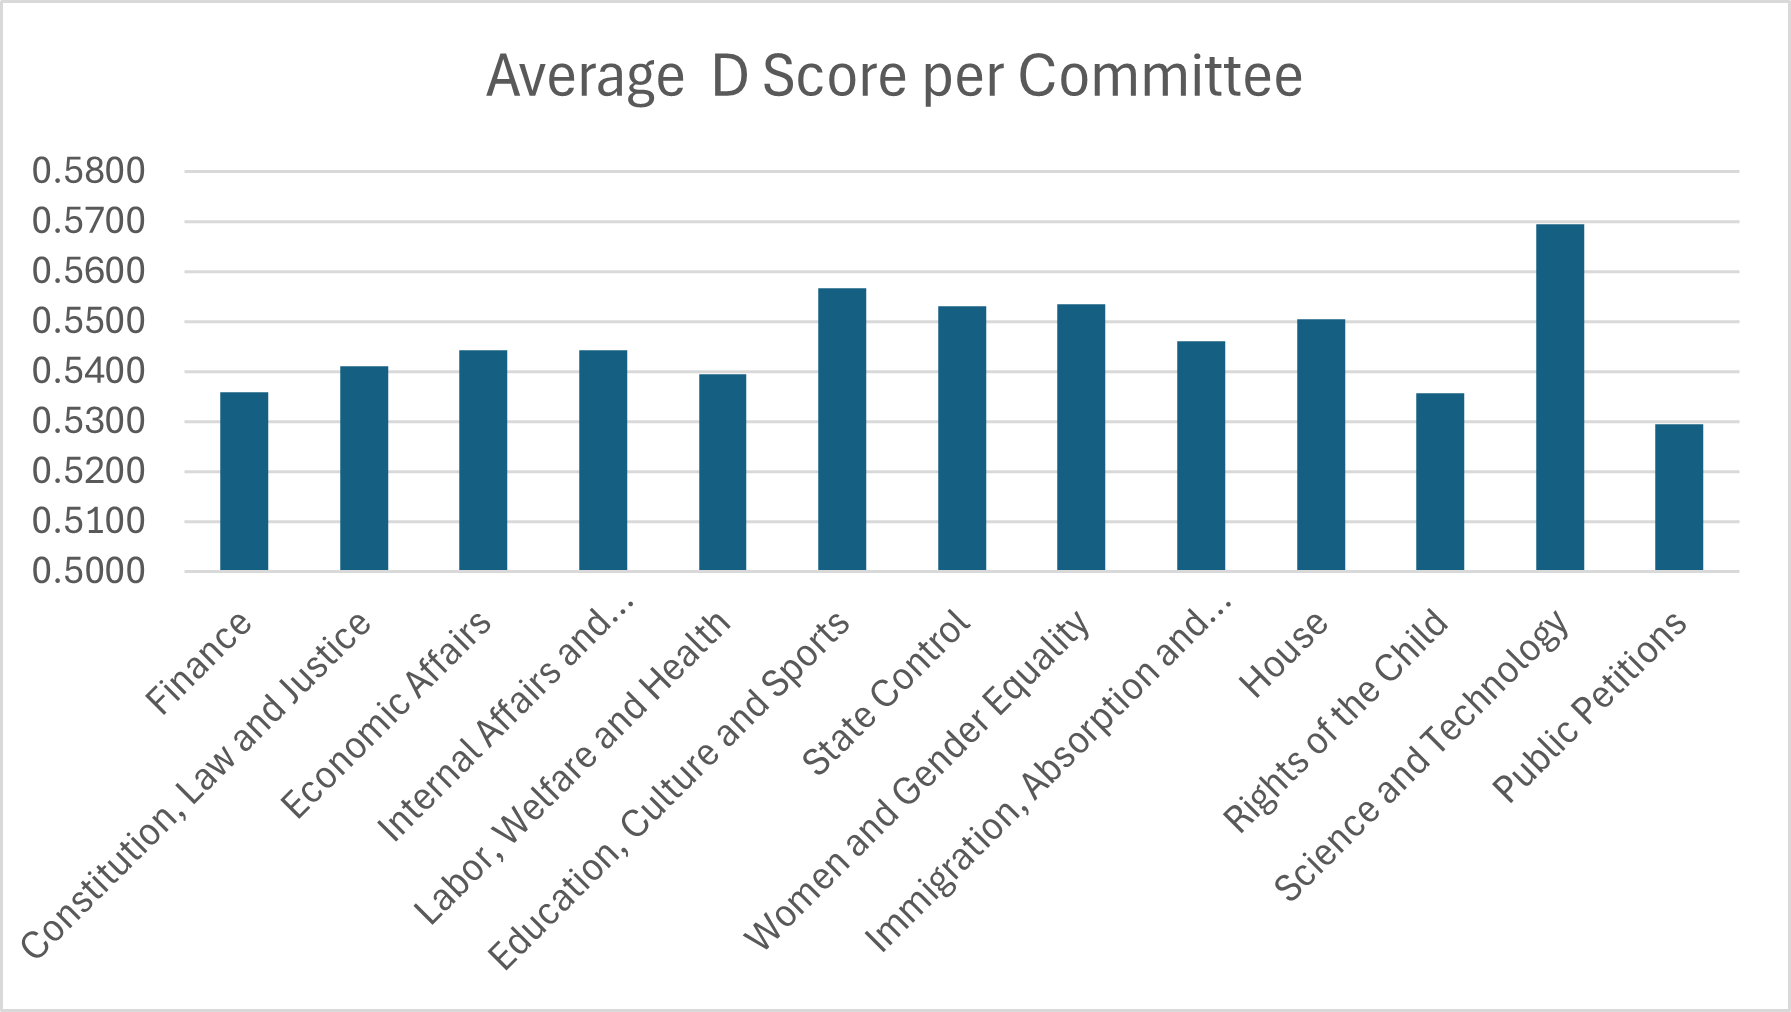 Average  D Score per Committee
0.5800
0.5700
0.5600
0.5500
0.5400
0.5300
0.5200
0.5100
0.5000
Finance
Constitution, Law and Justice
Economic Affairs
Internal Affairs and...
Labor, Welfare and Health
Education, Culture and Sports
State Control
Women and Gender Equality
Immigration, Absorption and...
House
Rights of the Child
Science and Technology
Public Petitions